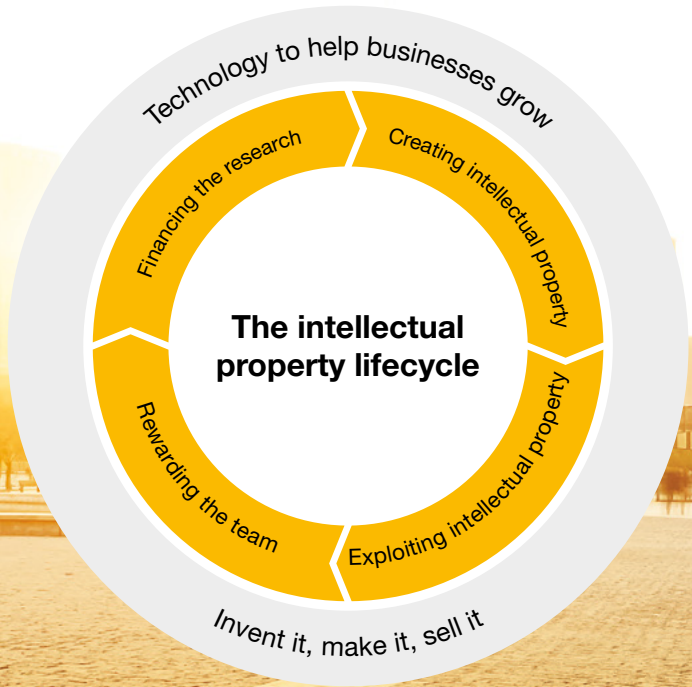 Technology to help businesses grow
Financing the research
Creating intellectual property
The intellectual
property lifecycle
Rewarding the team
Exploiting intellectual property
Invent it, make it, sell it